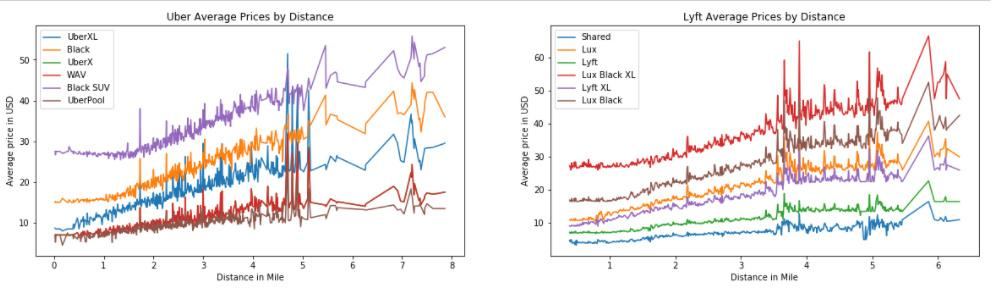 Uber Average Prices by Distance
UberXL
Black
UberX
WAV
Black SUV
UberPool
Average price in USD
50
40
30
20
10
0
1
2
3
4
5
6
7
8
Distance in Mile
Lyft Average Prices by Distance
Shared
Lux
Lyft
Lux Black XL
Lyft XL
Lux Black
Average price in USD
60
50
40
30
20
10
1
2
3
4
5
6
Distance in Mile